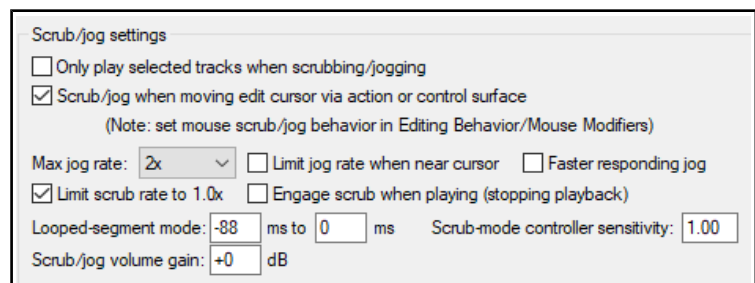 Scrub/jog settings
Only play selected tracks when scrubbing/jogging
Scrub/jog when moving edit cursor via action or control surface
(Note: set mouse scrub/jog behavior in Editing Behavior/Mouse Modifiers)
Max jog rate: 2x Limit jog rate when near cursor Faster responding jog
Limit scrub rate to 1.0x Engage scrub when playing (stopping playback)
Looped-segment mode: -88 ms to 0 ms Scrub-mode controller sensitivity: 1.00
Scrub/jog volume gain: +0 dB